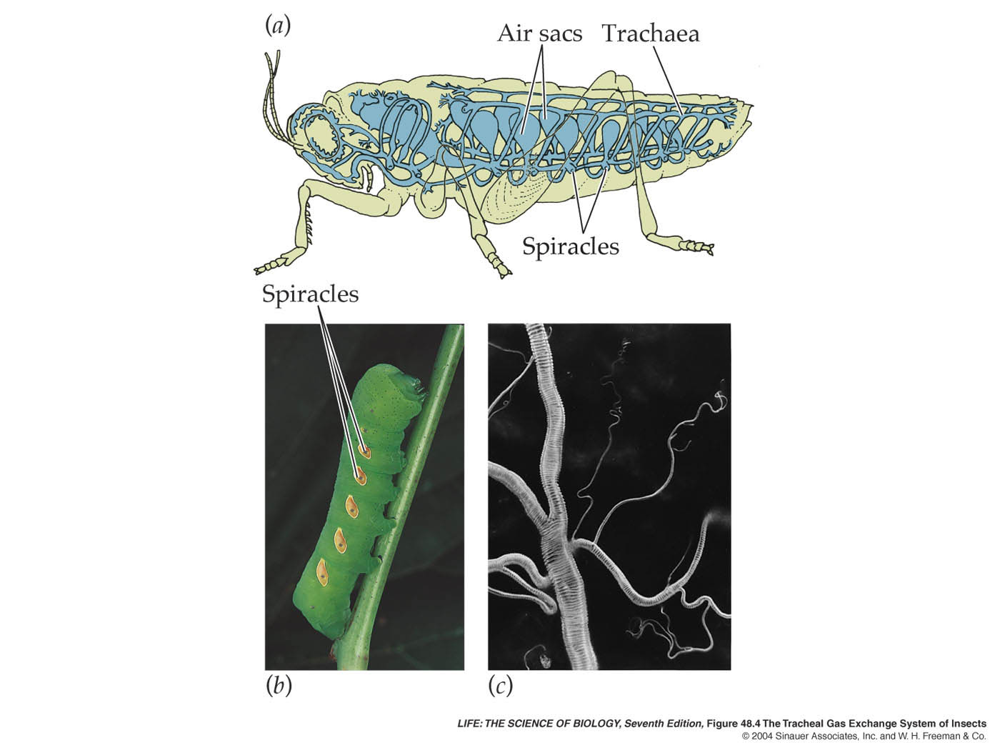 (a)
Air sacs
Trachaea
Spiracles
Spiracles
(b)
(c)
LIFE: THE SCIENCE OF BIOLOGY, Seventh Edition, Figure 48.4 The Tracheal Gas Exchange System of Insects
© 2004 Sinauer Associates, Inc. and W. H. Freeman & Co.